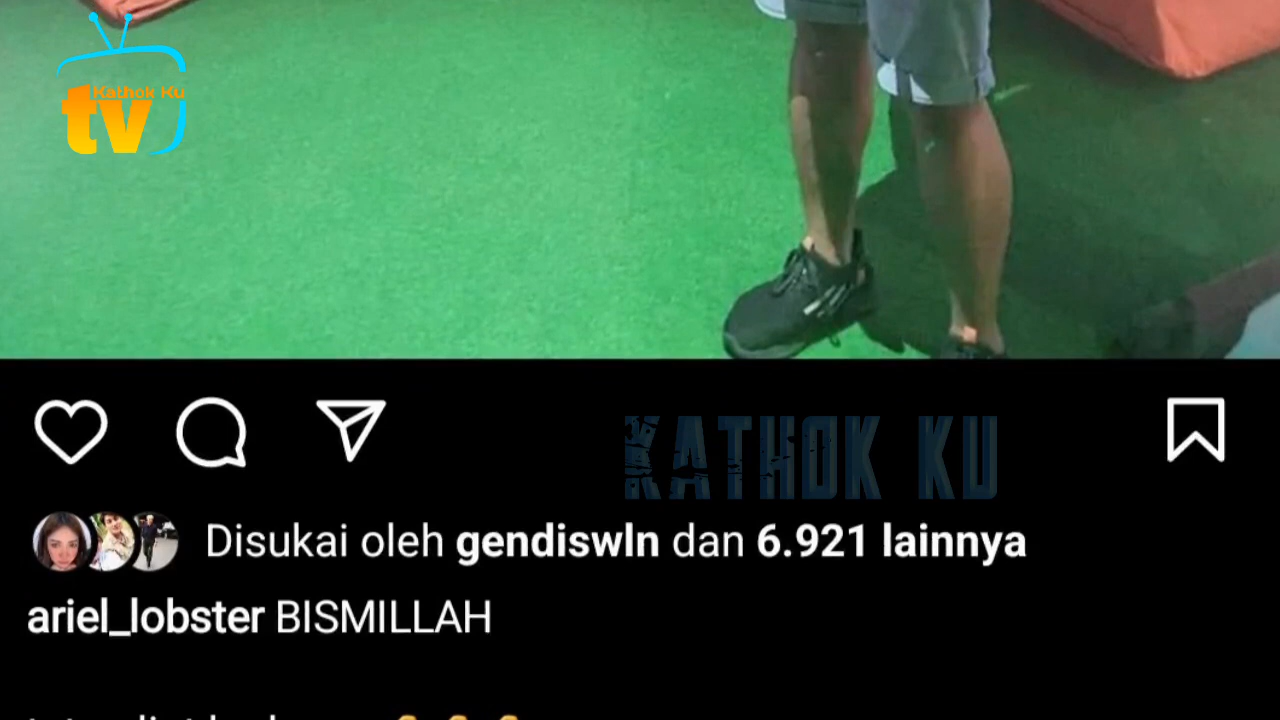 Kathok Ku
tv
KATHOK KU
Disukai oleh gendiswln dan 6.921 lainnya
ariel_lobster BISMILLAH